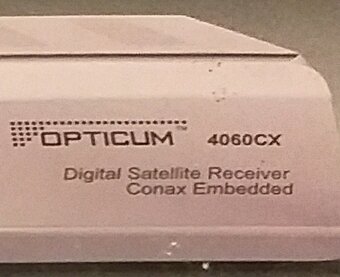 OPTICUM™ 4060CX
Digital Satellite Receiver
Conax Embedded